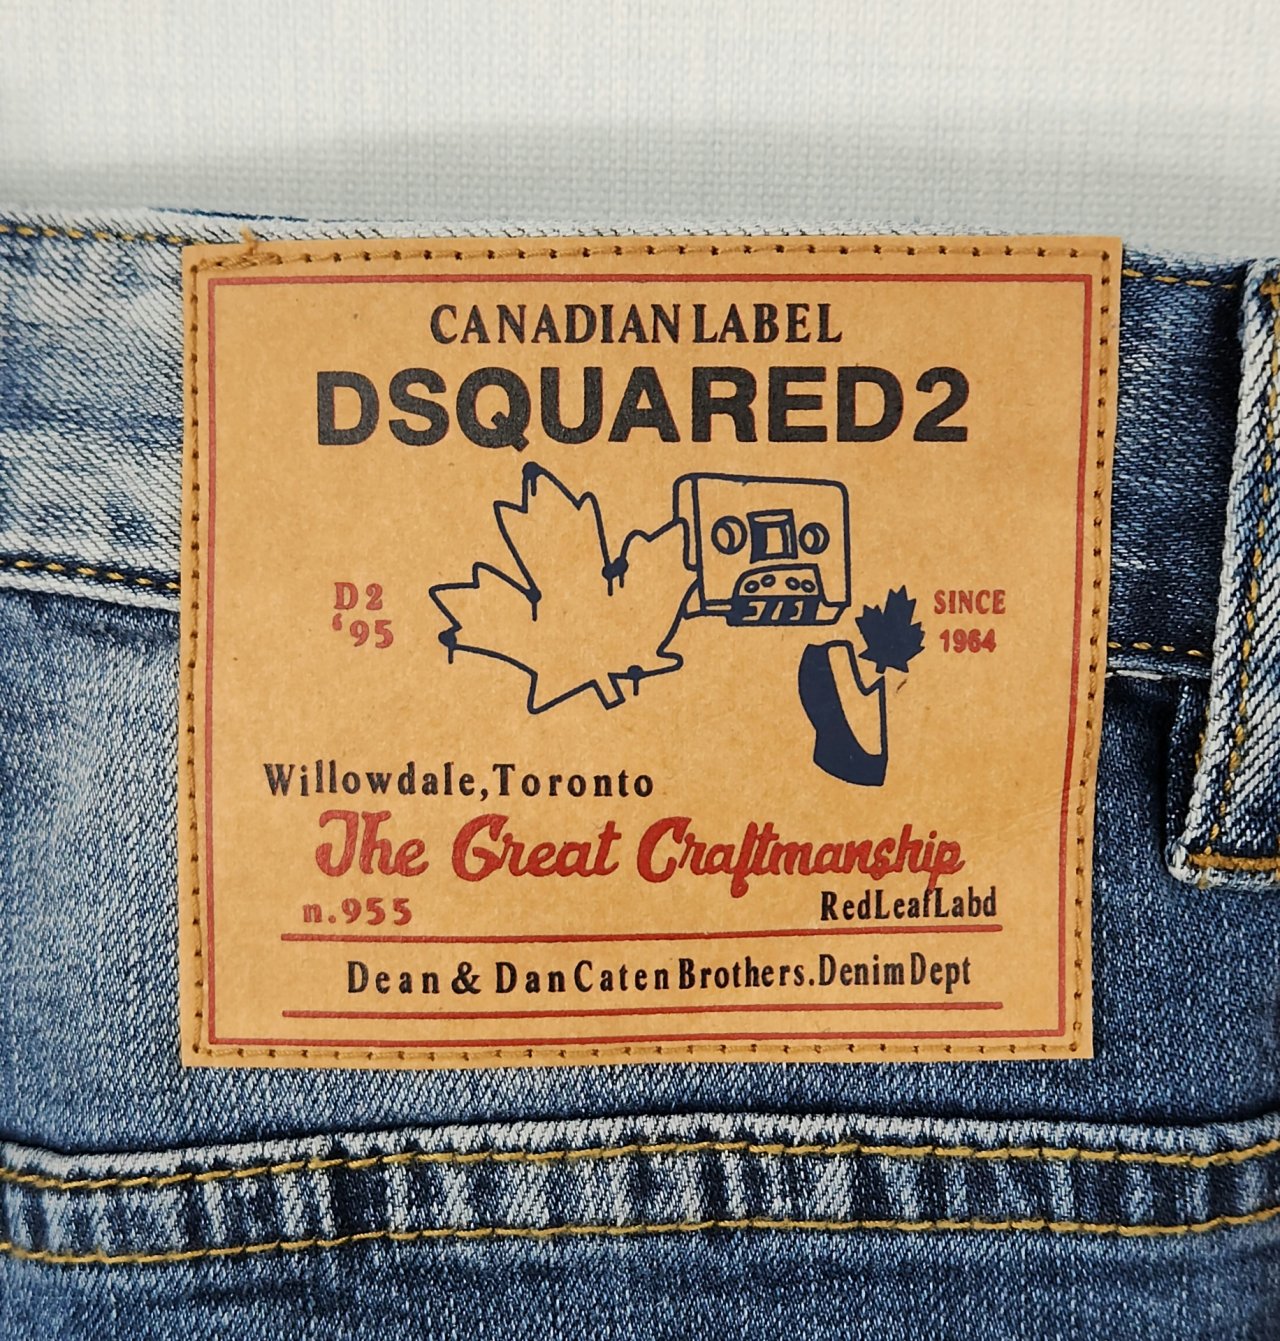 CANADIAN LABEL
DSQUARED2
D2
‘95
SINCE
1964
Willowdale,Toronto
The Great Craftmanship
n.955
RedLeafLabd
Dean & Dan Caten Brothers.Denim Dept